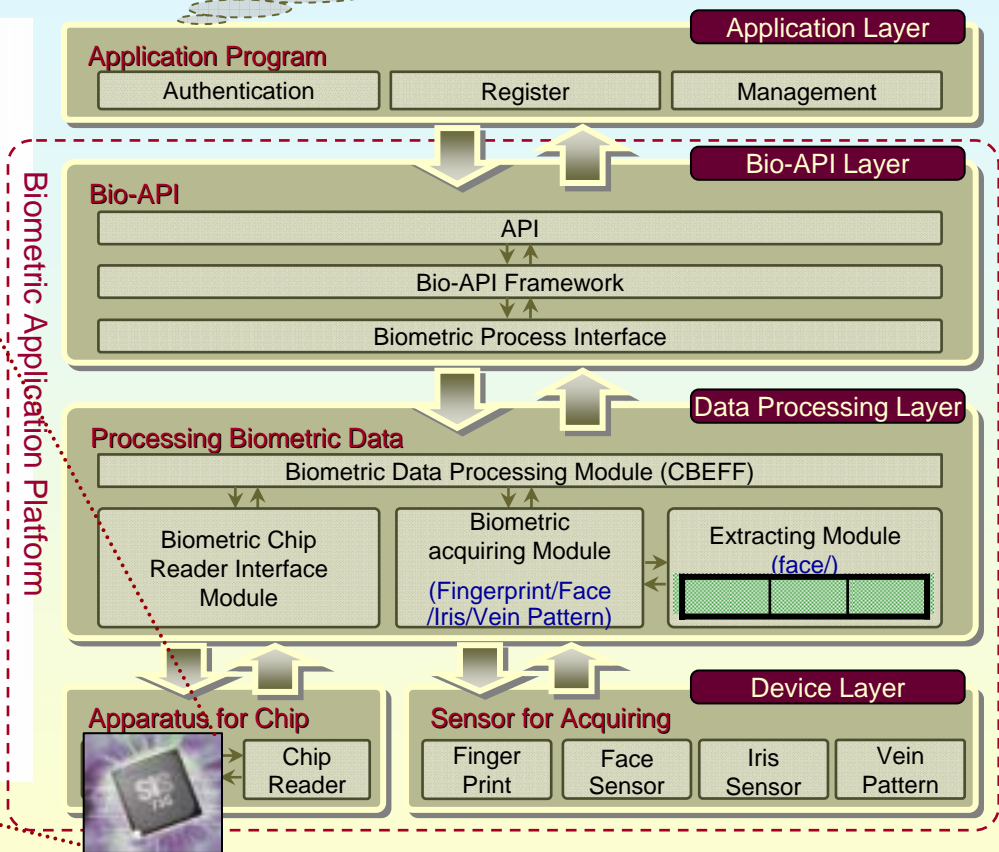 Application Layer
Application Program
Authentication
Register
Management
Biometric Application Platform
Bio-API Layer
Bio-API
API
Bio-API Framework
Biometric Process Interface
Data Processing Layer
Processing Biometric Data
Biometric Data Processing Module (CBEFF)
Biometric Chip
Reader Interface
Module
Biometric
acquiring Module
(Fingerprint/Face
/Iris/Vein Pattern)
Extracting Module
(face/)
Device Layer
Apparatus for Chip
Chip
Reader
Sensor for Acquiring
Finger
Print
Face
Sensor
Iris
Sensor
Vein
Pattern